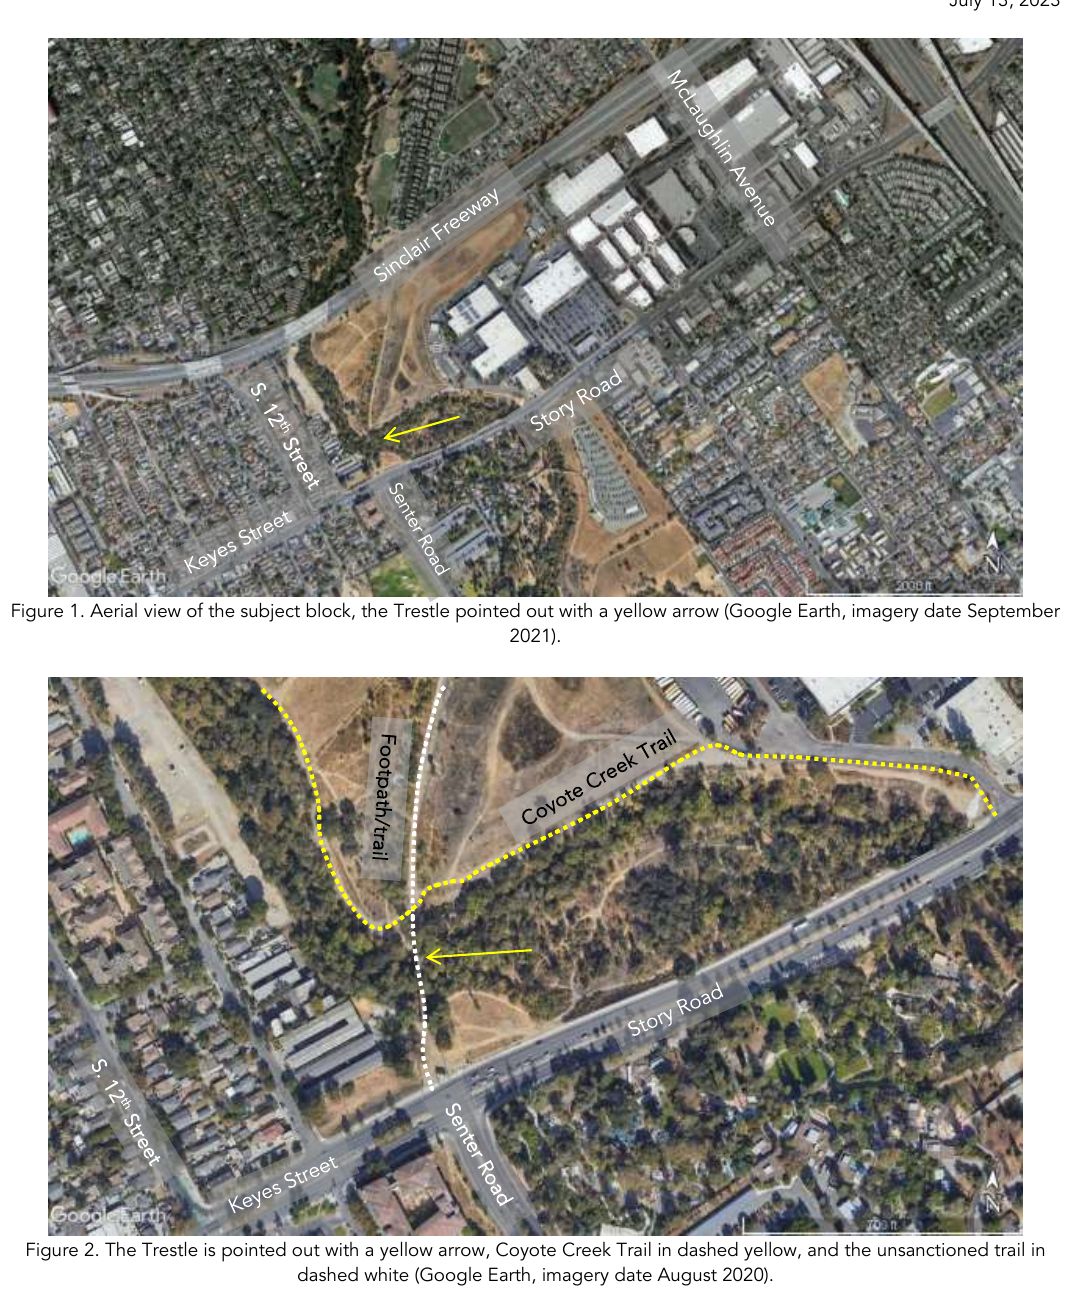 July 13, 2023
McLaughlin Avenue
Sinclair Freeway
S. 12th Street
Story Road
Senter Road
Keyes Street
Google Earth
N
2000 ft
Figure 1. Aerial view of the subject block, the Trestle pointed out with a yellow arrow (Google Earth, imagery date September
2021).
Footpath/trail
Coyote Creek Trail
Story Road
S. 12th Street
Senter Road
Keyes Street
Google Earth
N
700 ft
Figure 2. The Trestle is pointed out with a yellow arrow, Coyote Creek Trail in dashed yellow, and the unsanctioned trail in
dashed white (Google Earth, imagery date August 2020).